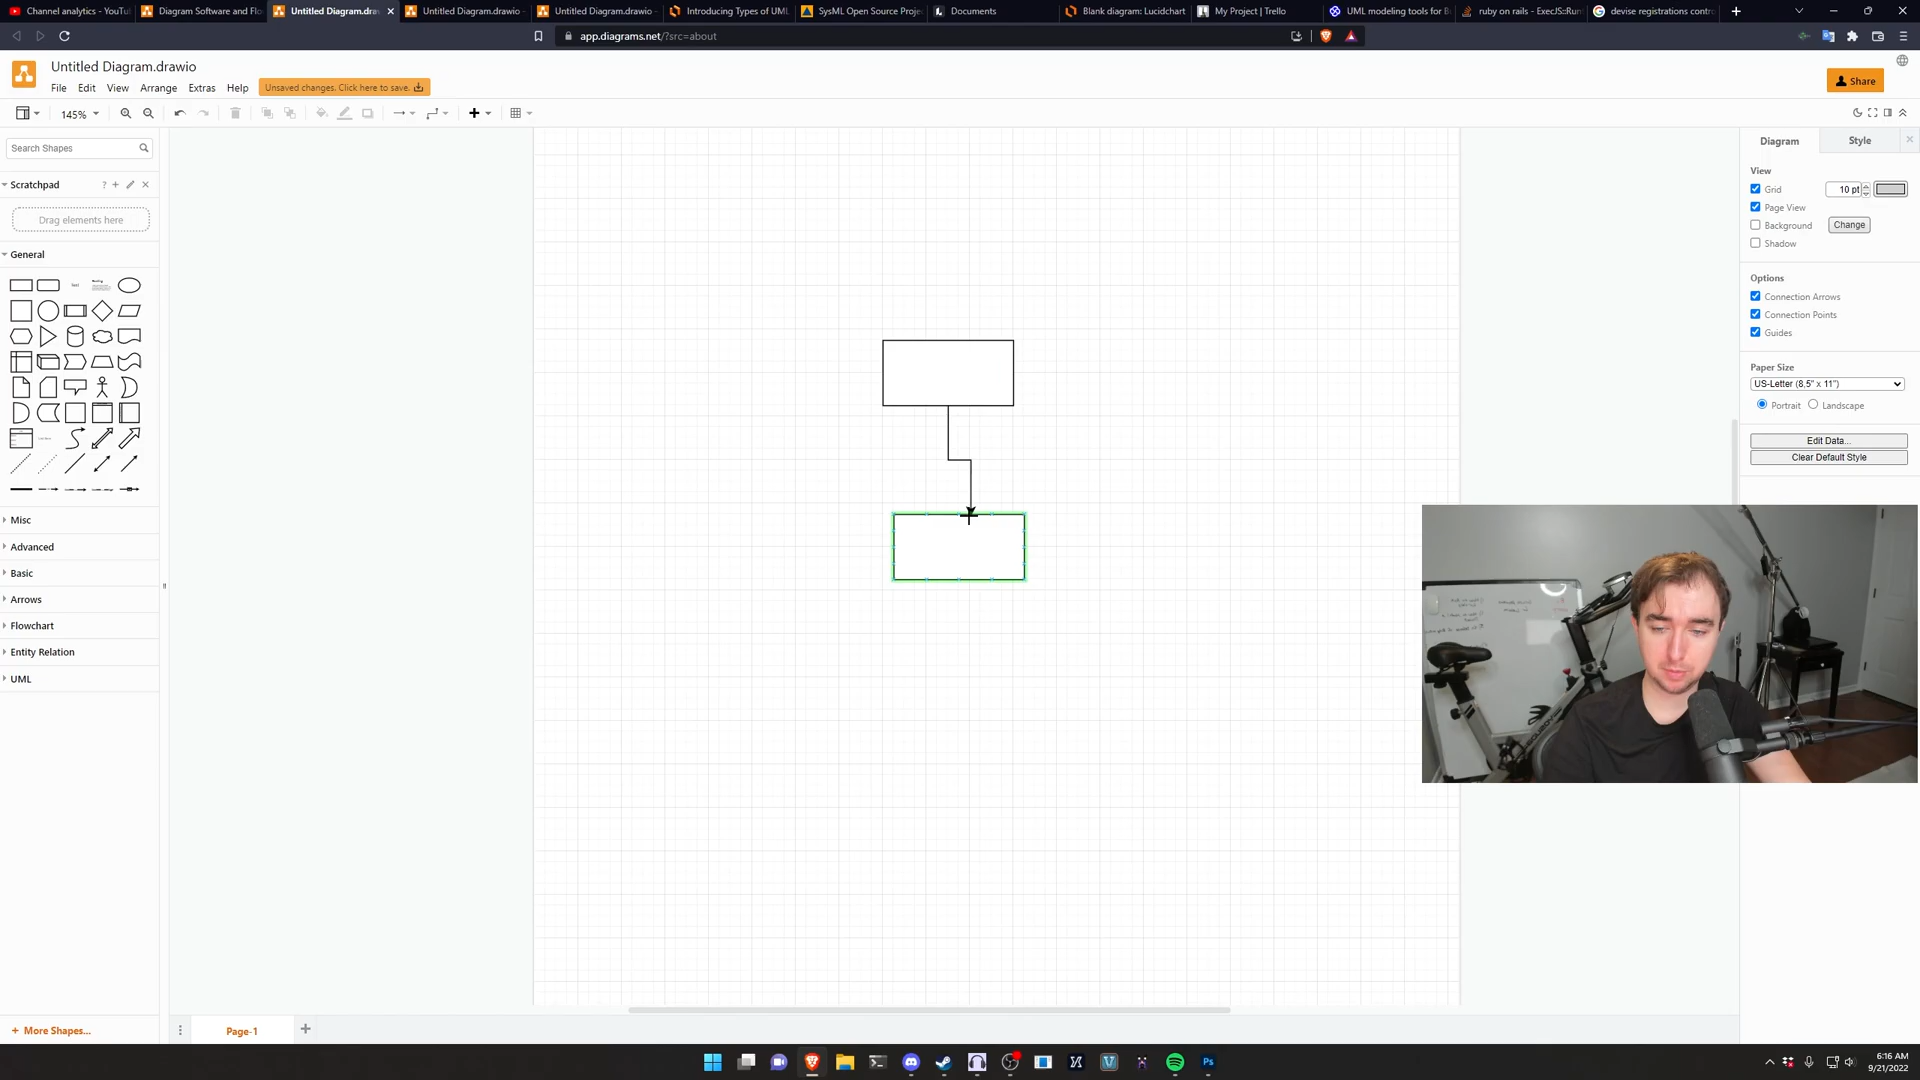 Channel analytics - YouTu
Diagram Software and Flo
Untitled Diagram.dra
Untitled Diagram.drawio
Untitled Diagram.drawio
Introducing Types of UML
SysML Open Source Proje
Documents
Blank diagram: Lucidchart
My Project | Trello
UML modeling tools for B
ruby on rails - ExecJS::Run
devise registrations contr
app.diagrams.net/?src=about
Untitled Diagram.drawio
File
Edit
View
Arrange
Extras
Help
Unsaved changes. Click here to save.
Share
145%
Search Shapes
Scratchpad
?
Drag elements here
General
Text
Heading
Misc
Advanced
Basic
Arrows
Flowchart
Entity Relation
UML
+ More Shapes...
Page-1
Diagram
Style
View
Grid
10 pt
Page View
Background
Change
Shadow
Options
Connection Arrows
Connection Points
Guides
Paper Size
US-Letter (8,5" x 11")
Portrait
Landscape
Edit Data...
Clear Default Style
Ps
6:16 AM
9/21/2022